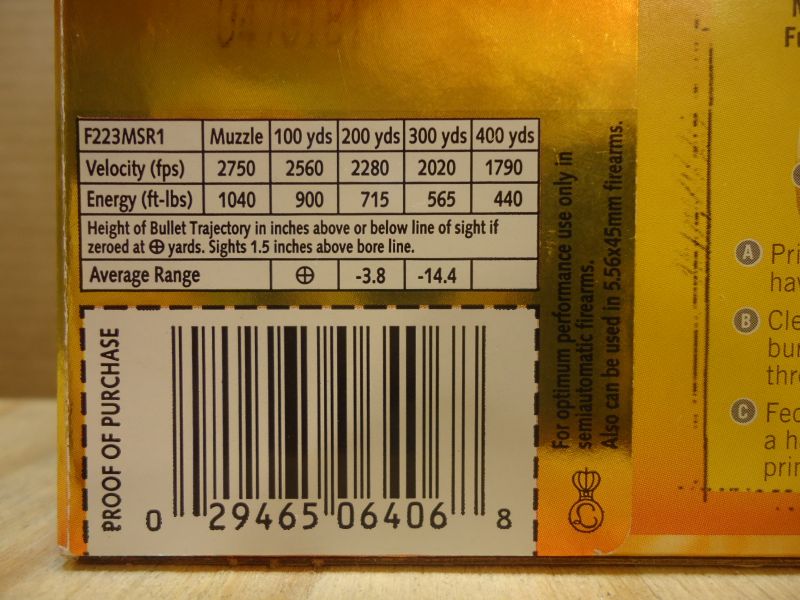 F223MSR1 Muzzle 100 yds 200 yds 300 yds 400 yds
Velocity (fps) 2750 2560 2280 2020 1790
Energy (ft-lbs) 1040 900 715 565 440
Height of Bullet Trajectory in inches above or below line of sight if
zeroed at ⊕ yards. Sights 1.5 inches above bore line.
Average Range ⊕ -3.8 -14.4
For optimum performance use only in
semiautomatic firearms.
Also can be used in 5.56x45mm firearms.
PROOF OF PURCHASE
0 29465 06406 8
C
A Pri
hav
B Cle
bur
thr
C Fed
a h
prin